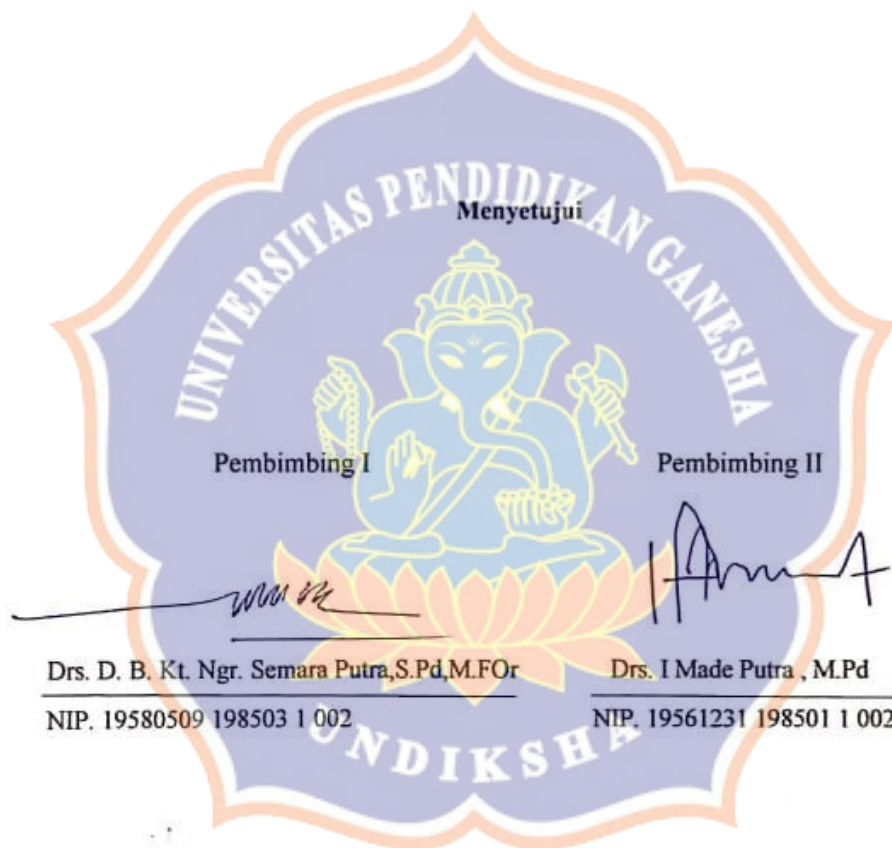 UNIVERSITAS PENDIDIKAN GANESHA
Menyetujui
Pembimbing I
Pembimbing II
Drs. D. B. Kt. Ngr. Semara Putra,S.Pd,M.FOr
Drs. I Made Putra , M.Pd
NIP. 19580509 198503 1 002
NIP. 19561231 198501 1 002
UNDIKSHA